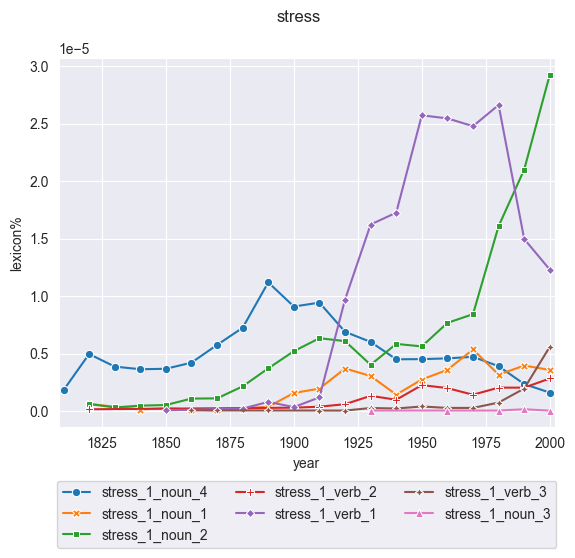 stress
1e−5
3.0
2.5
2.0
1.5
1.0
0.5
0.0
lexicon%
1825 1850 1875 1900 1925 1950 1975 2000
year
stress_1_noun_4 stress_1_verb_2 stress_1_verb_3
stress_1_noun_1 stress_1_verb_1 stress_1_noun_3
stress_1_noun_2